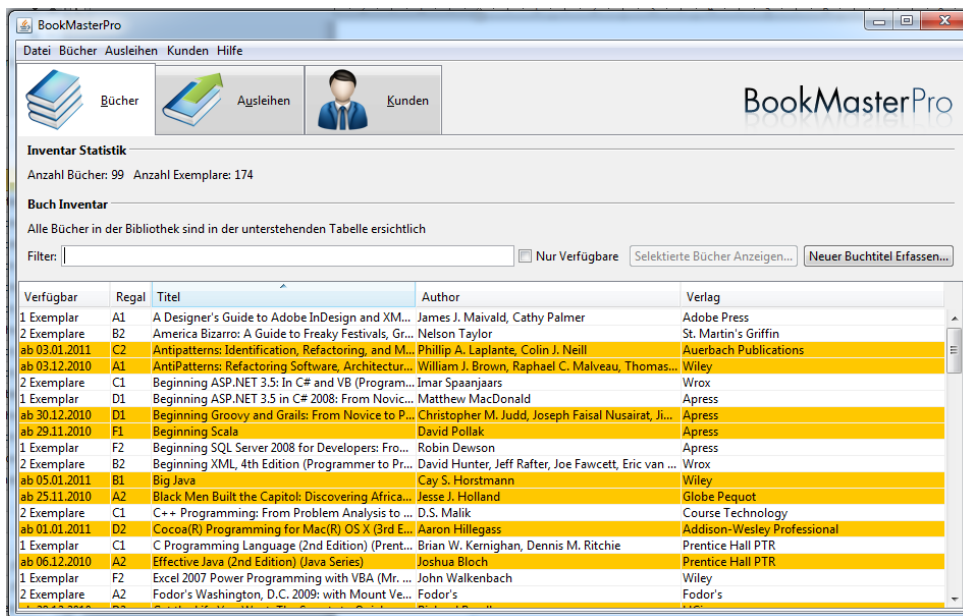 BookMasterPro
Datei Bücher Ausleihen Kunden Hilfe
Bücher Ausleihen Kunden BookMasterPro
Inventar Statistik
Anzahl Bücher: 99 Anzahl Exemplare: 174
Buch Inventar
Alle Bücher in der Bibliothek sind in der unterstehenden Tabelle ersichtlich
Filter: Nur Verfügbare Selektierte Bücher Anzeigen... Neuer Buchtitel Erfassen...
Verfügbar Regal Titel Author Verlag
1 Exemplar A1 A Designer's Guide to Adobe InDesign and XM... James J. Maivald, Cathy Palmer Adobe Press
2 Exemplare B2 America Bizarro: A Guide to Freaky Festivals, Gr... Nelson Taylor St. Martin's Griffin
ab 03.01.2011 C2 Antipatterns: Identification, Refactoring, and M... Phillip A. Laplante, Colin J. Neill Auerbach Publications
ab 03.12.2010 A1 AntiPatterns: Refactoring Software, Architectur... William J. Brown, Raphael C. Malveau, Thomas... Wiley
2 Exemplare C1 Beginning ASP.NET 3.5: In C# and VB (Program... Imar Spaanjaars Wrox
1 Exemplar D1 Beginning ASP.NET 3.5 in C# 2008: From Novic... Matthew MacDonald Apress
ab 30.12.2010 D1 Beginning Groovy and Grails: From Novice to P... Christopher M. Judd, Joseph Faisal Nusairat, Ji... Apress
ab 29.11.2010 F1 Beginning Scala David Pollak Apress
1 Exemplar F2 Beginning SQL Server 2008 for Developers: Fro... Robin Dewson Apress
2 Exemplare B2 Beginning XML, 4th Edition (Programmer to Pr... David Hunter, Jeff Rafter, Joe Fawcett, Eric van ... Wrox
ab 05.01.2011 B1 Big Java Cay S. Horstmann Wiley
ab 25.11.2010 A2 Black Men Built the Capitol: Discovering Africa... Jesse J. Holland Globe Pequot
2 Exemplare C1 C++ Programming: From Problem Analysis to ... D.S. Malik Course Technology
ab 01.01.2011 D2 Cocoa(R) Programming for Mac(R) OS X (3rd E... Aaron Hillegass Addison-Wesley Professional
1 Exemplar C1 C Programming Language (2nd Edition) (Prent... Brian W. Kernighan, Dennis M. Ritchie Prentice Hall PTR
ab 06.12.2010 A2 Effective Java (2nd Edition) (Java Series) Joshua Bloch Prentice Hall PTR
1 Exemplar F2 Excel 2007 Power Programming with VBA (Mr. ... John Walkenbach Wiley
2 Exemplare A2 Fodor's Washington, D.C. 2009: with Mount Ve... Fodor's Fodor's